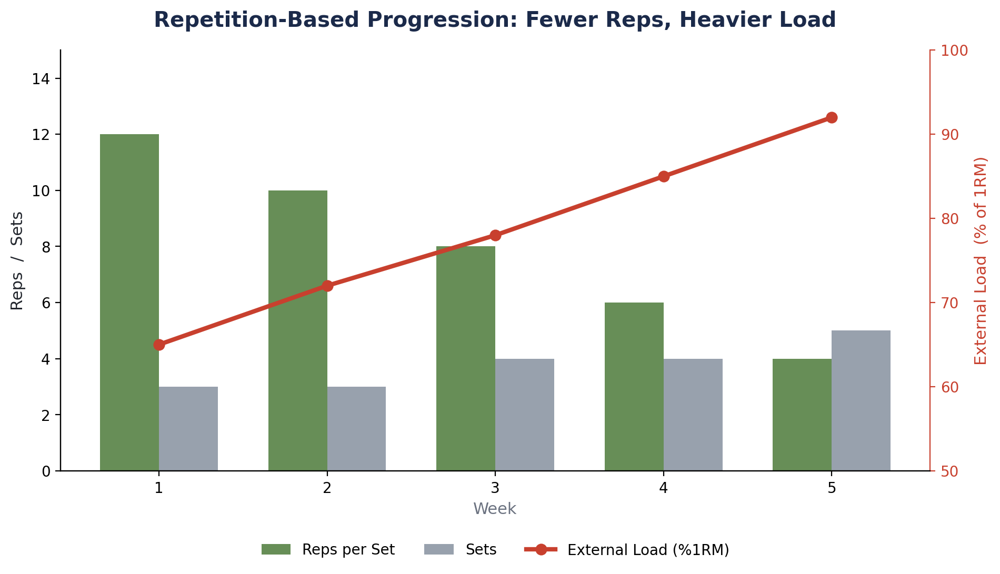 Repetition-Based Progression: Fewer Reps, Heavier Load
Reps / Sets
14
12
10
8
6
4
2
0
100
90
80
70
60
50
External Load (% of 1RM)
1 2 3 4 5
Week
Reps per Set Sets External Load (%1RM)